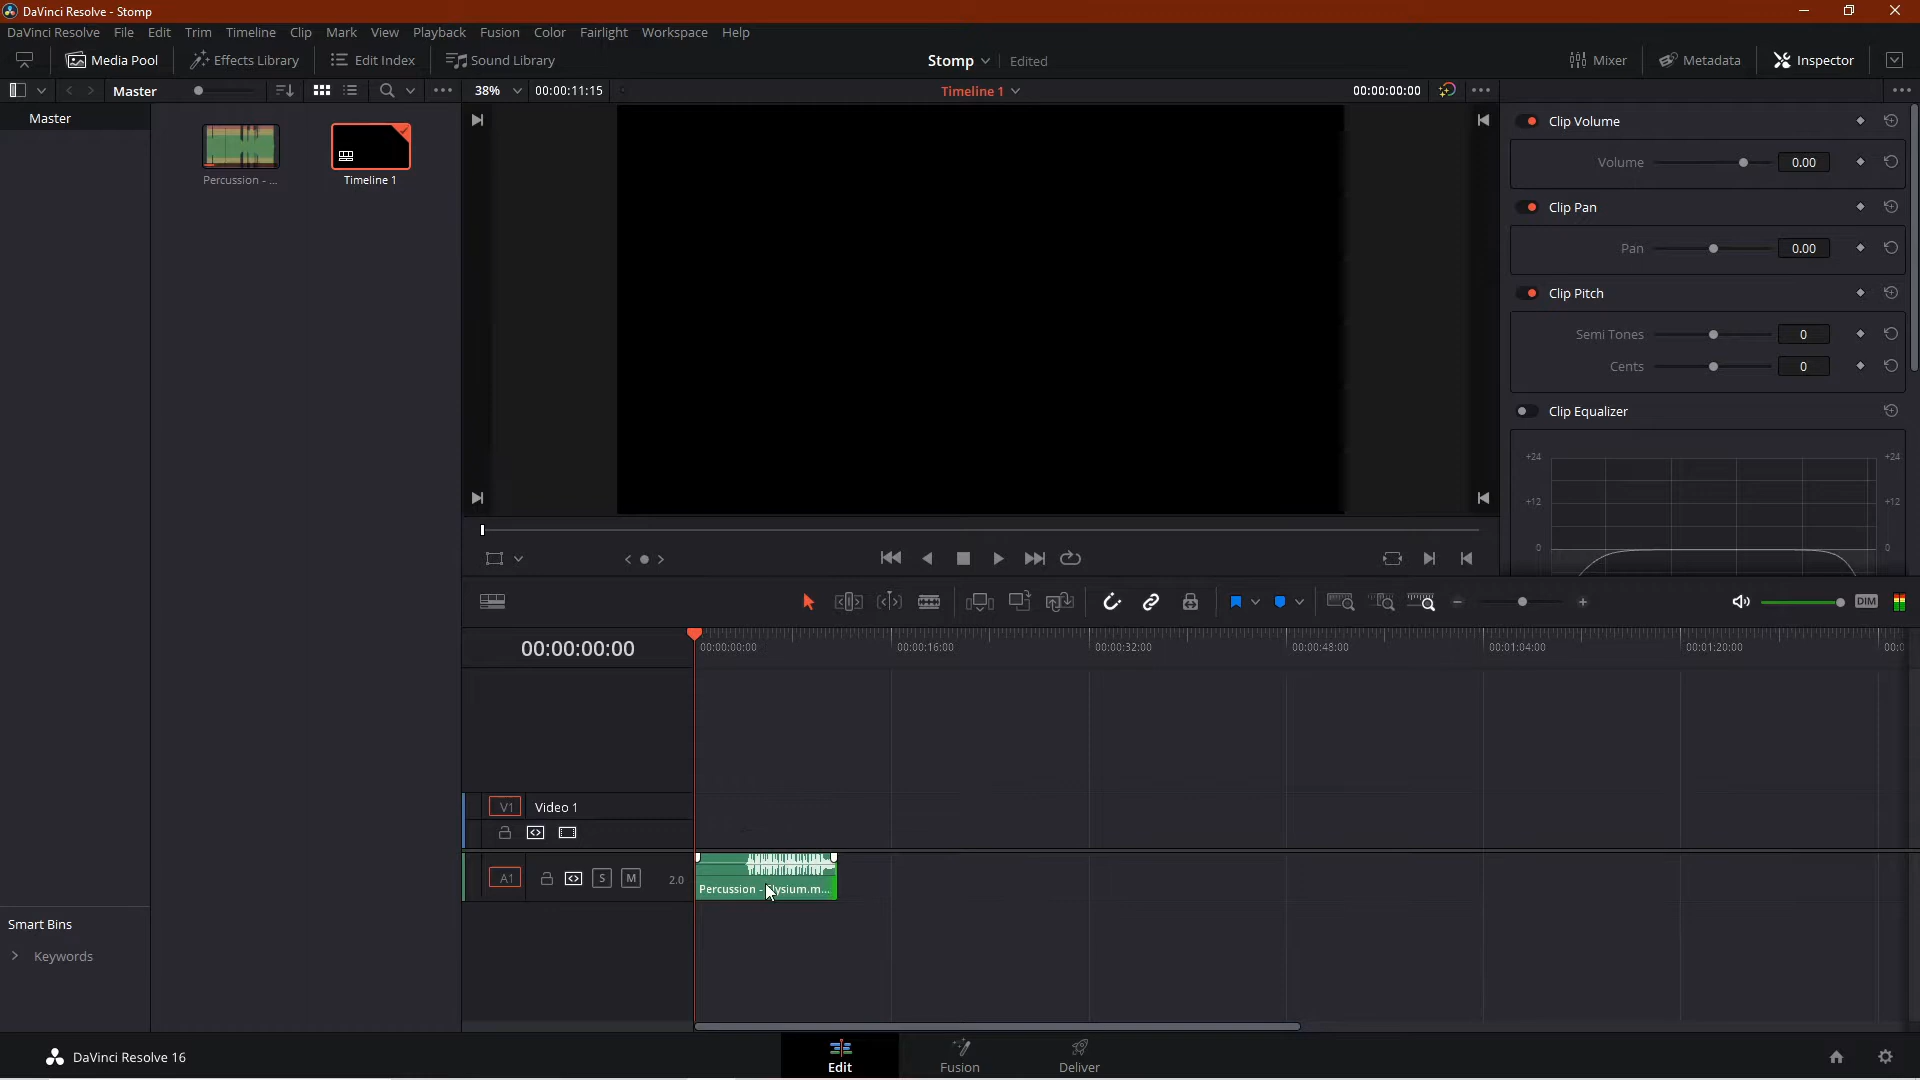 DaVinci Resolve - Stomp
DaVinci Resolve File Edit Trim Timeline Clip Mark View Playback Fusion Color Fairlight Workspace Help
Media Pool Effects Library Edit Index Sound Library Stomp Edited Mixer Metadata Inspector
Master 38% 00:00:11:15 Timeline 1 00:00:00:00
Master
Percussion - ... Timeline 1
Clip Volume
Volume 0.00
Clip Pan
Pan 0.00
Clip Pitch
Semi Tones 0
Cents 0
Clip Equalizer
+24 +24
+12 +12
0 0
DIM
00:00:00:00 00:00:00:00 00:00:16:00 00:00:32:00 00:00:48:00 00:01:04:00 00:01:20:00 00:0
V1 Video 1
A1 S M 2.0
Percussion - Elysium.m...
Smart Bins
Keywords
DaVinci Resolve 16
Edit Fusion Deliver